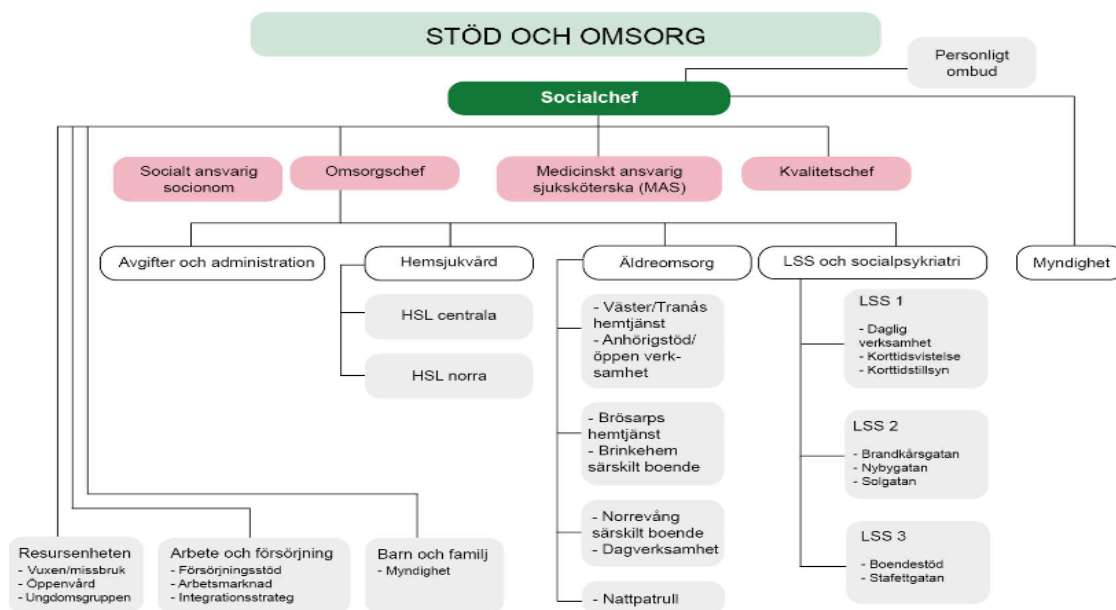 STÖD OCH OMSORG
Personligt
ombud
Socialchef
Socialt ansvarig
socionom
Omsorgschef
Medicinskt ansvarig
sjuksköterska (MAS)
Kvalitetschef
Avgifter och administration
Hemsjukvård
Äldreomsorg
LSS och socialpsykriatri
Myndighet
HSL centrala
HSL norra
- Väster/Tranås
hemtjänst
- Anhörigstöd/
öppen verk-
samhet
- Brösarps
hemtjänst
- Brinkehem
särskilt boende
- Norrevång
särskilt boende
- Dagverksamhet
- Nattpatrull
LSS 1
- Daglig
verksamhet
- Korttidsvistelse
- Korttidstillsyn
LSS 2
- Brandkårsgatan
- Nybygatan
- Solgatan
LSS 3
- Boendestöd
- Stafettgatan
Resursenheten
- Vuxen/missbruk
- Öppenvård
- Ungdomsgruppen
Arbete och försörjning
- Försörjningsstöd
- Arbetsmarknad
- Integrationsstrateg
Barn och familj
- Myndighet